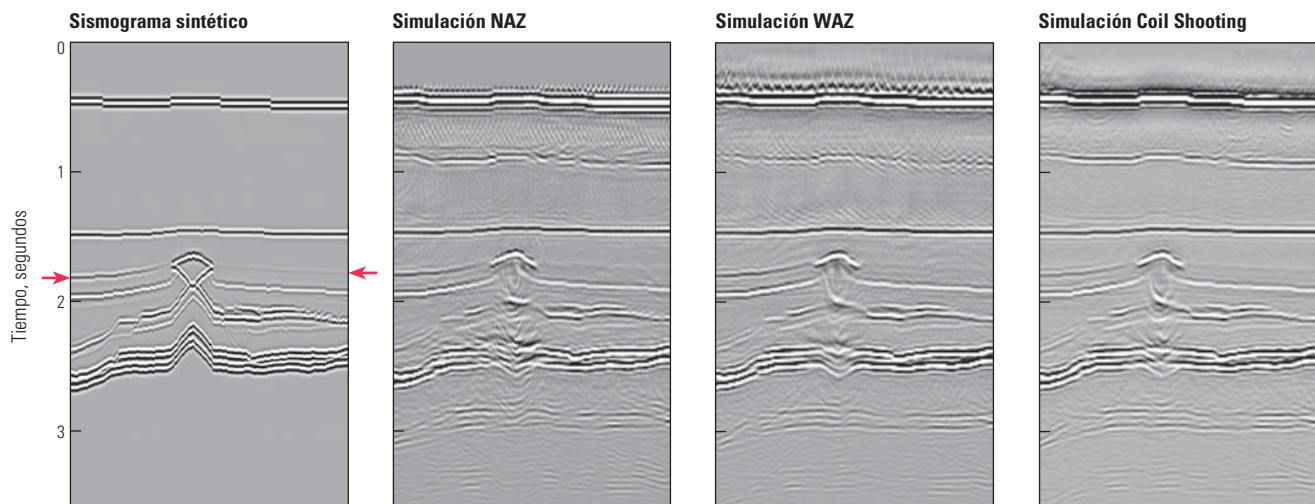 Sismograma sintético
Simulación NAZ
Simulación WAZ
Simulación Coil Shooting
0
1
2
3
Tiempo, segundos